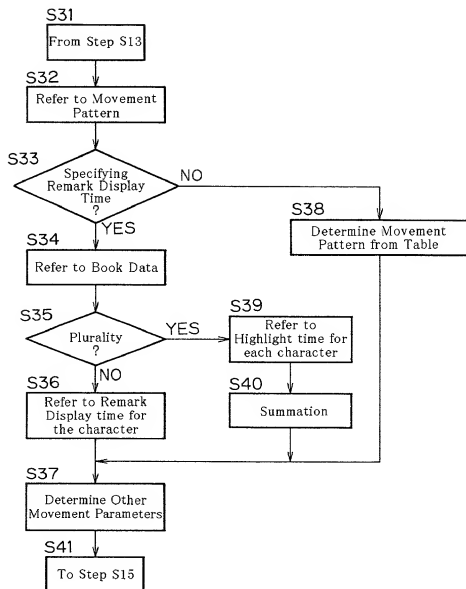 S31
From Step S13
S32
Refer to Movement
Pattern
S33
Specifying
Remark Display
Time
?
NO
YES
S38
Determine Movement
Pattern from Table
S34
Refer to Book Data
S35
Plurality
?
YES
NO
S39
Refer to
Highlight time for
each character
S36
Refer to Remark
Display time for
the character
S40
Summation
S37
Determine Other
Movement Parameters
S41
To Step S15